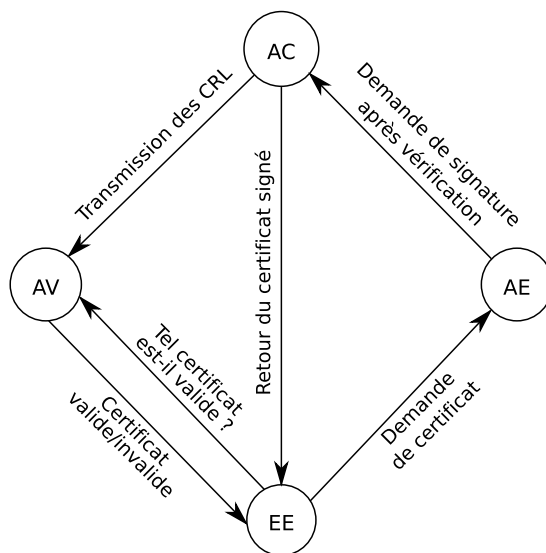 AC
Transmission des CRL
Demande de signature
après vérification
Retour du certificat signé
AV
AE
Tel certificat
est-il valide ?
Certificat
valide/invalide
Demande
de certificat
EE